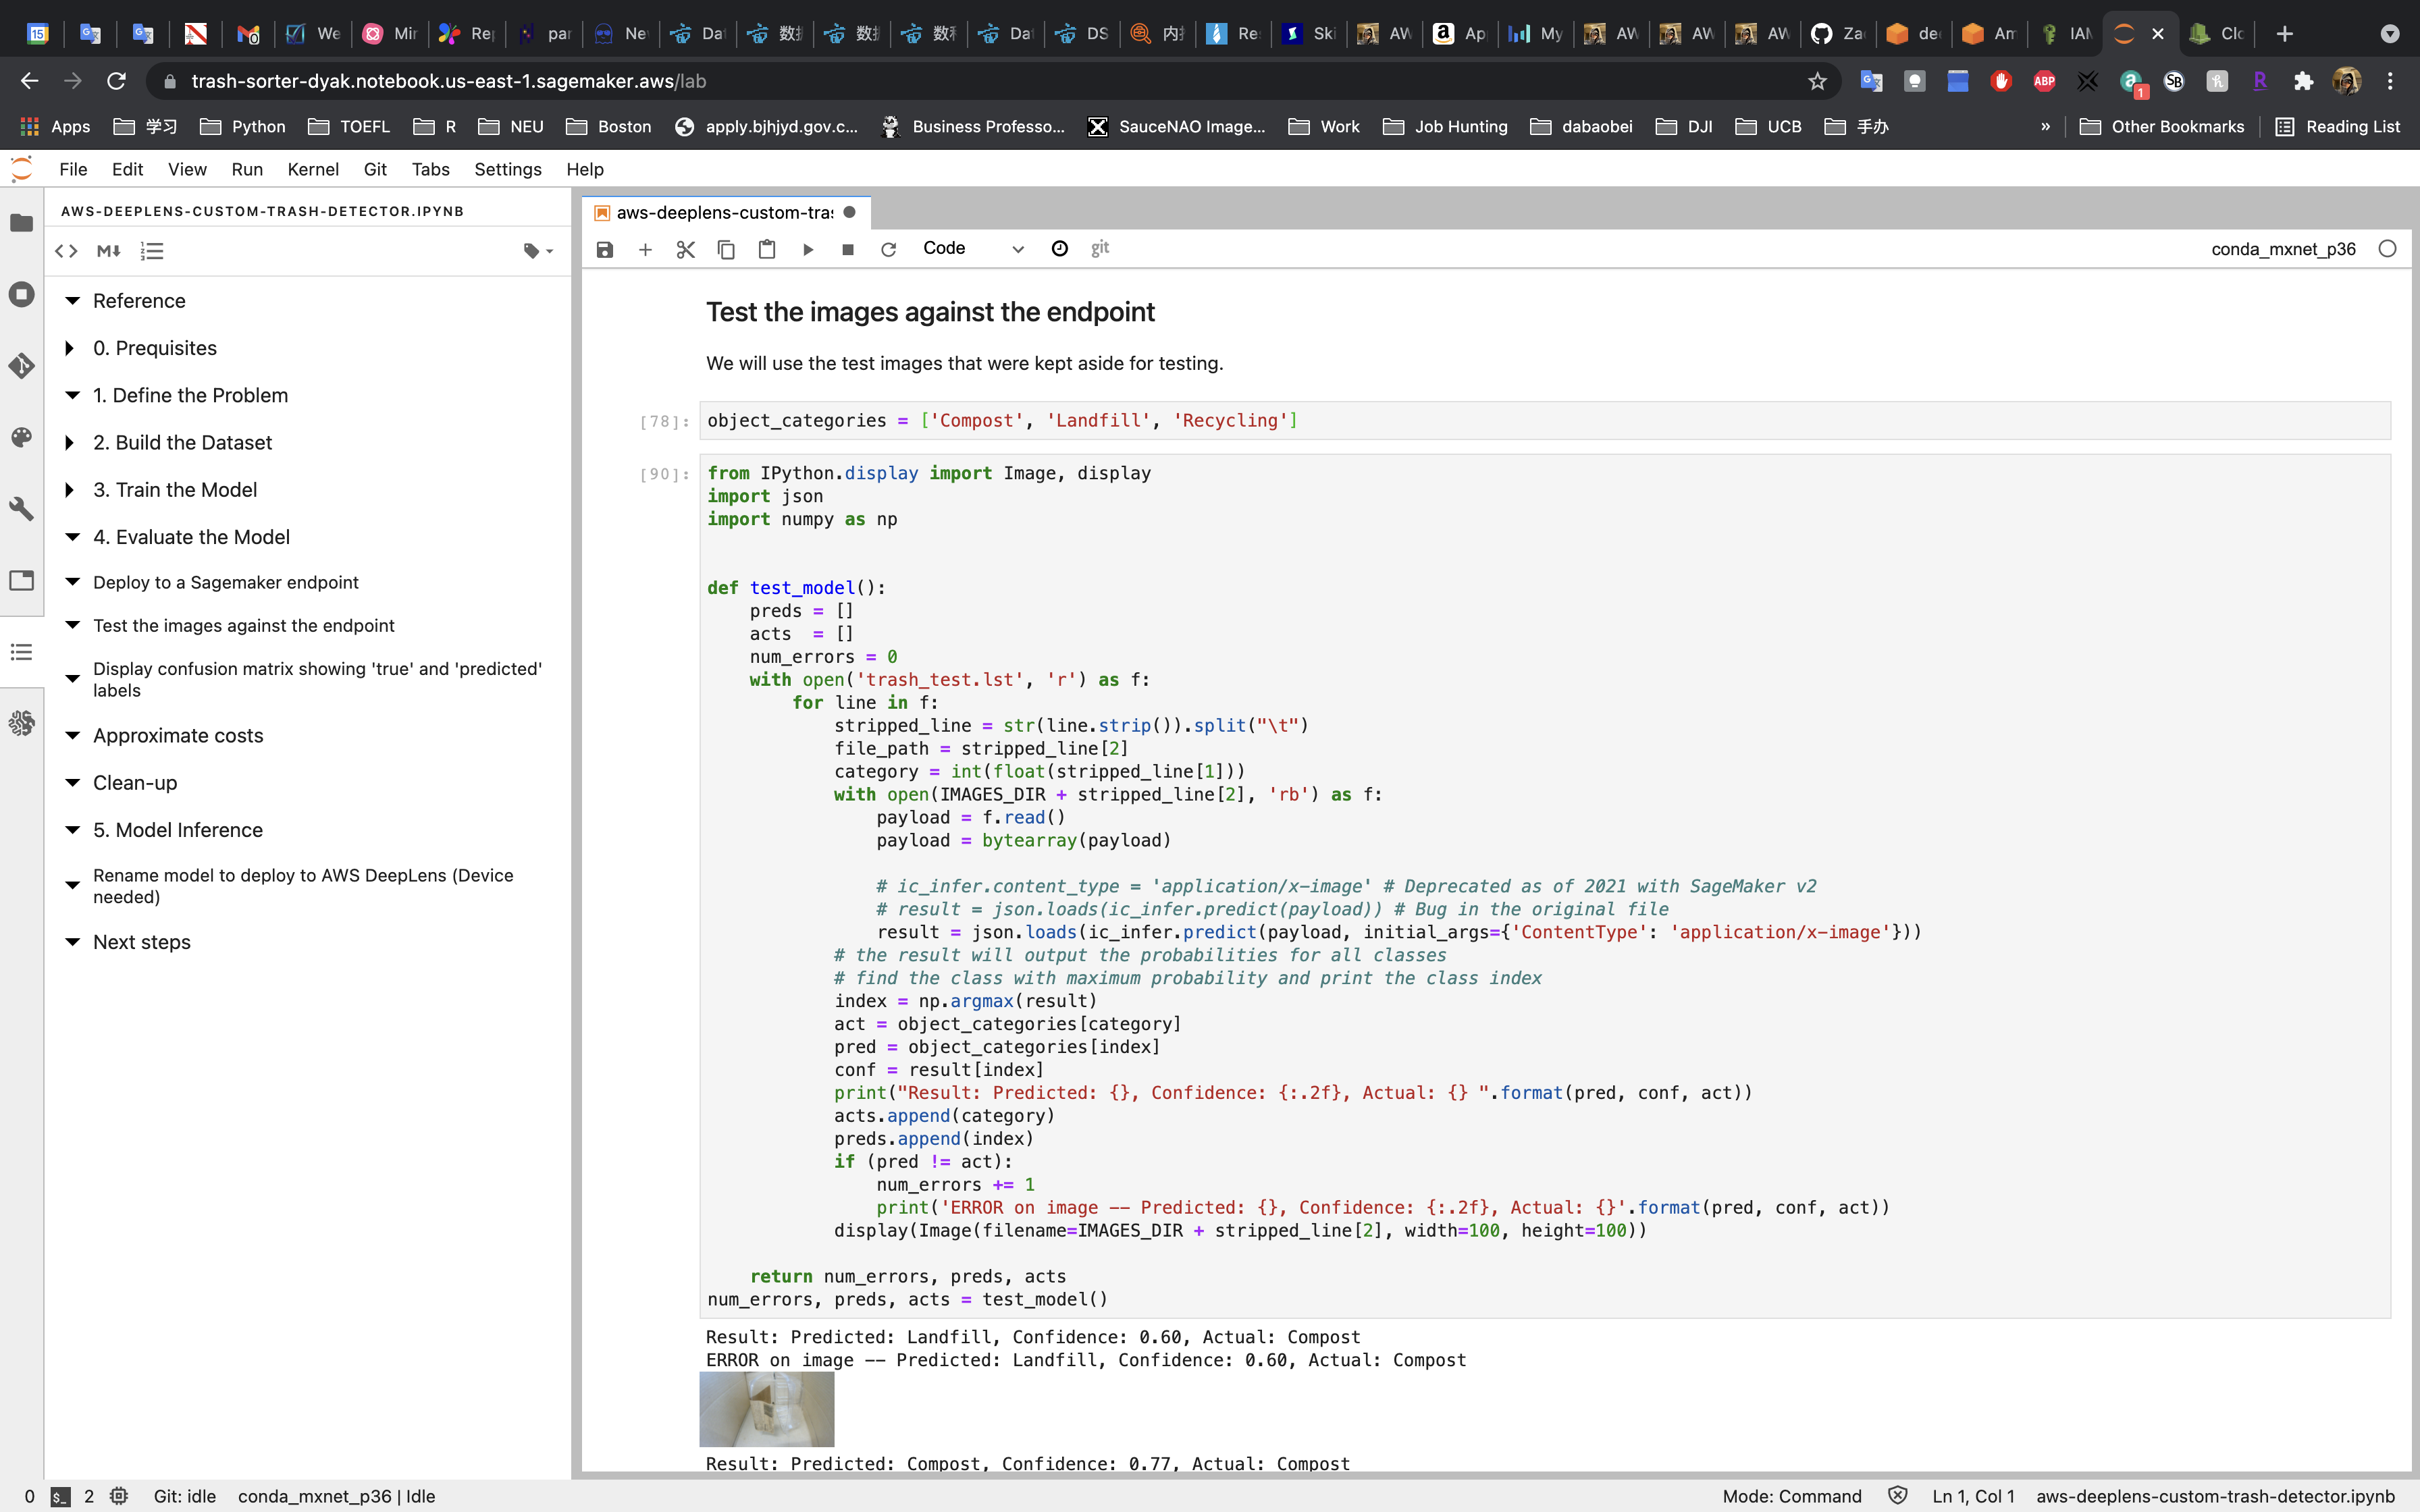 15
0
We
Mir
Rep
par
Ne
Dat
数据
数据
数科
Dat
DS
内推
Re
Ski
AW
Ap
My
AW
AW
AW
Za
de
Am
IAM
Clo
trash-sorter-dyak.notebook.us-east-1.sagemaker.aws/lab
ABP
1
SB
R
Apps
学习
Python
TOEFL
R
NEU
Boston
apply.bjhjyd.gov.c...
Business Professo...
SauceNAO Image...
Work
Job Hunting
dabaobei
DJI
UCB
手办
»
Other Bookmarks
Reading List
File Edit View Run Kernel Git Tabs Settings Help
AWS-DEEPLENS-CUSTOM-TRASH-DETECTOR.IPYNB
Reference
0. Prequisites
1. Define the Problem
2. Build the Dataset
3. Train the Model
4. Evaluate the Model
Deploy to a Sagemaker endpoint
Test the images against the endpoint
Display confusion matrix showing 'true' and 'predicted'
labels
Approximate costs
Clean-up
5. Model Inference
Rename model to deploy to AWS DeepLens (Device
needed)
Next steps
aws-deeplens-custom-tras
Code
git
conda_mxnet_p36
Test the images against the endpoint
We will use the test images that were kept aside for testing.
[78]: object_categories = ['Compost', 'Landfill', 'Recycling']
[90]: from IPython.display import Image, display
import json
import numpy as np
def test_model():
    preds = []
    acts  = []
    num_errors = 0
    with open('trash_test.lst', 'r') as f:
        for line in f:
            stripped_line = str(line.strip()).split("\t")
            file_path = stripped_line[2]
            category = int(float(stripped_line[1]))
            with open(IMAGES_DIR + stripped_line[2], 'rb') as f:
                payload = f.read()
                payload = bytearray(payload)
                # ic_infer.content_type = 'application/x-image' # Deprecated as of 2021 with SageMaker v2
                # result = json.loads(ic_infer.predict(payload)) # Bug in the original file
                result = json.loads(ic_infer.predict(payload, initial_args={'ContentType': 'application/x-image'}))
            # the result will output the probabilities for all classes
            # find the class with maximum probability and print the class index
            index = np.argmax(result)
            act = object_categories[category]
            pred = object_categories[index]
            conf = result[index]
            print("Result: Predicted: {}, Confidence: {:.2f}, Actual: {} ".format(pred, conf, act))
            acts.append(category)
            preds.append(index)
            if (pred != act):
                num_errors += 1
                print('ERROR on image -- Predicted: {}, Confidence: {:.2f}, Actual: {}'.format(pred, conf, act))
            display(Image(filename=IMAGES_DIR + stripped_line[2], width=100, height=100))
    return num_errors, preds, acts
num_errors, preds, acts = test_model()
Result: Predicted: Landfill, Confidence: 0.60, Actual: Compost
ERROR on image -- Predicted: Landfill, Confidence: 0.60, Actual: Compost
Result: Predicted: Compost, Confidence: 0.77, Actual: Compost
0
$_
2
Git: idle
conda_mxnet_p36 | Idle
Mode: Command
Ln 1, Col 1
aws-deeplens-custom-trash-detector.ipynb